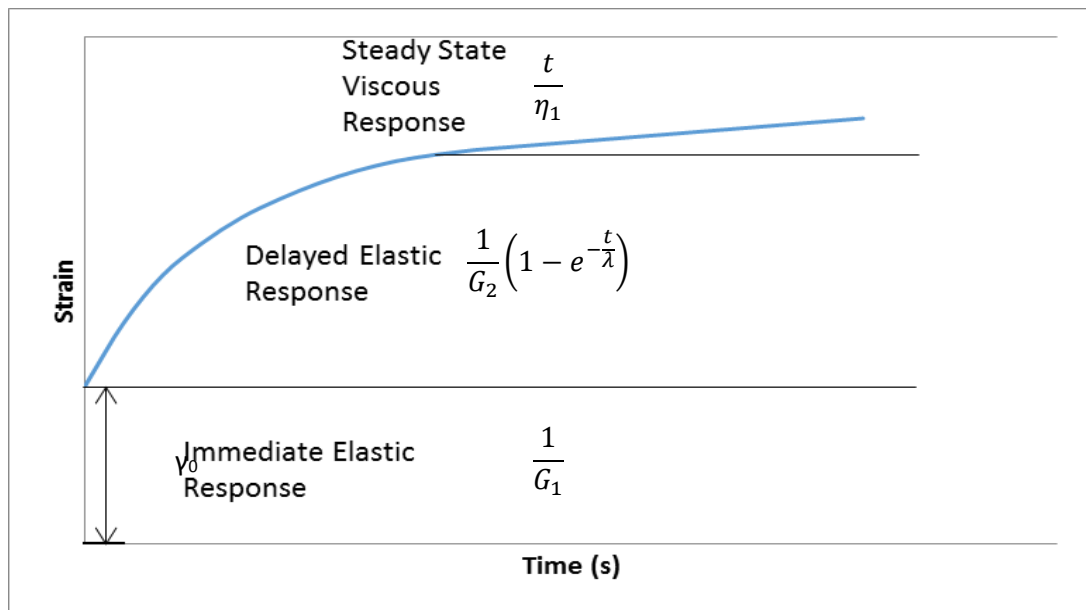 Steady State
Viscous
Response
t/η₁
Strain
Delayed Elastic
Response
1/G₂(1 − e^(−t/λ))
γ₀
Immediate Elastic
Response
1/G₁
Time (s)